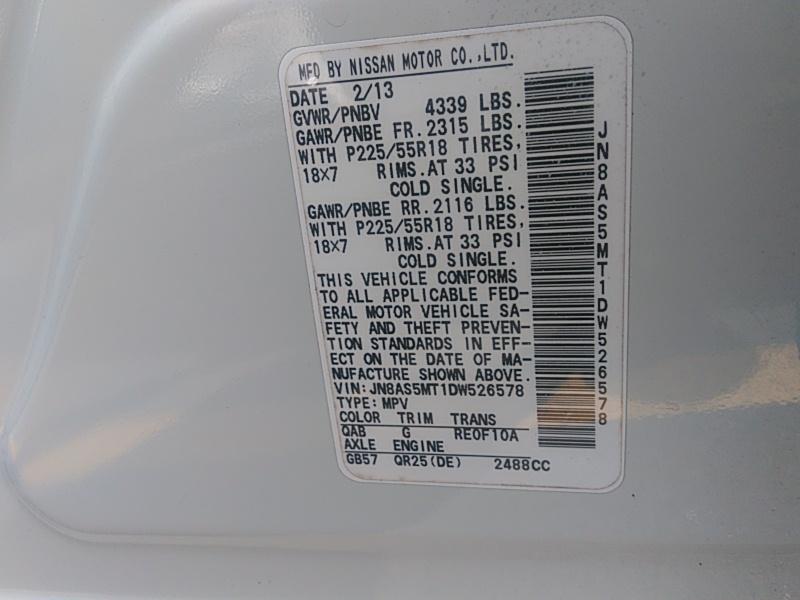 MFD BY NISSAN MOTOR CO.,LTD.
DATE 2/13
GVWR/PNBV 4339 LBS.
GAWR/PNBE FR. 2315 LBS.
WITH P225/55R18 TIRES,
18X7 RIMS. AT 33 PSI
COLD SINGLE.
GAWR/PNBE RR. 2116 LBS.
WITH P225/55R18 TIRES,
18X7 RIMS. AT 33 PSI
COLD SINGLE.
THIS VEHICLE CONFORMS
TO ALL APPLICABLE FED-
ERAL MOTOR VEHICLE SA-
FETY AND THEFT PREVEN-
TION STANDARDS IN EFF-
ECT ON THE DATE OF MA-
NUFACTURE SHOWN ABOVE.
VIN: JN8AS5MT1DW526578
TYPE: MPV
COLOR TRIM TRANS
QAB G RE0F10A
AXLE ENGINE
GB57 QR25(DE) 2488CC
JN8AS5MT1DW526578